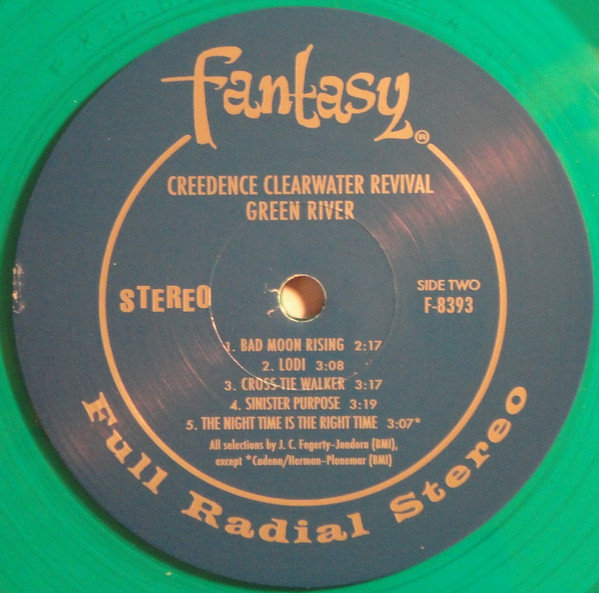 fantasy®
CREEDENCE CLEARWATER REVIVAL
GREEN RIVER
STEREO
SIDE TWO
F-8393
1. BAD MOON RISING 2:17
2. LODI 3:08
3. CROSS-TIE WALKER 3:17
4. SINISTER PURPOSE 3:19
5. THE NIGHT TIME IS THE RIGHT TIME 3:07*
All selections by J. C. Fogerty-Jondora (BMI),
except *Cadena/Herman-Planemar (BMI)
Full Radial Stereo